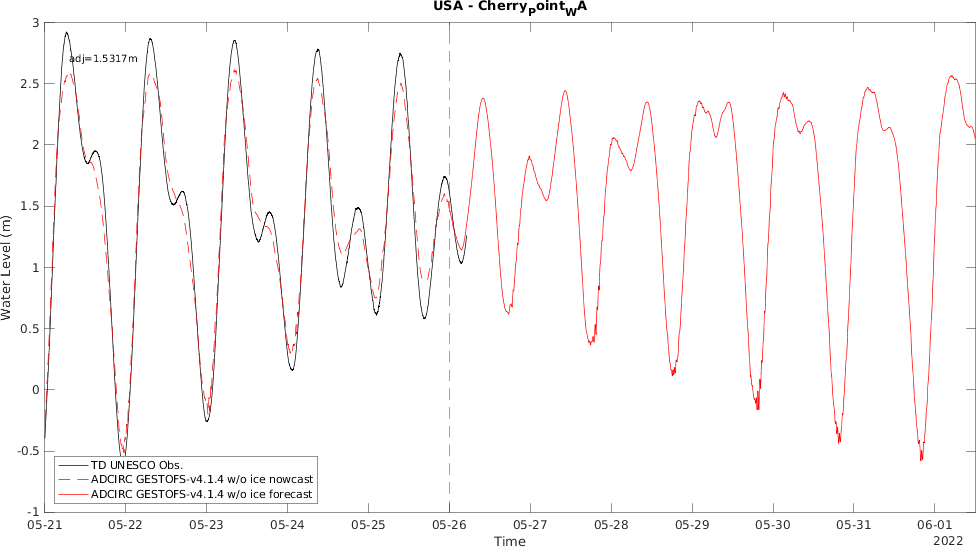 USA - CherryPointWA
adj=1.5317m
3
2.5
2
1.5
1
0.5
0
-0.5
-1
Water Level (m)
TD UNESCO Obs.
ADCIRC GESTOFS-v4.1.4 w/o ice nowcast
ADCIRC GESTOFS-v4.1.4 w/o ice forecast
05-21 05-22 05-23 05-24 05-25 05-26 05-27 05-28 05-29 05-30 05-31 06-01
Time
2022